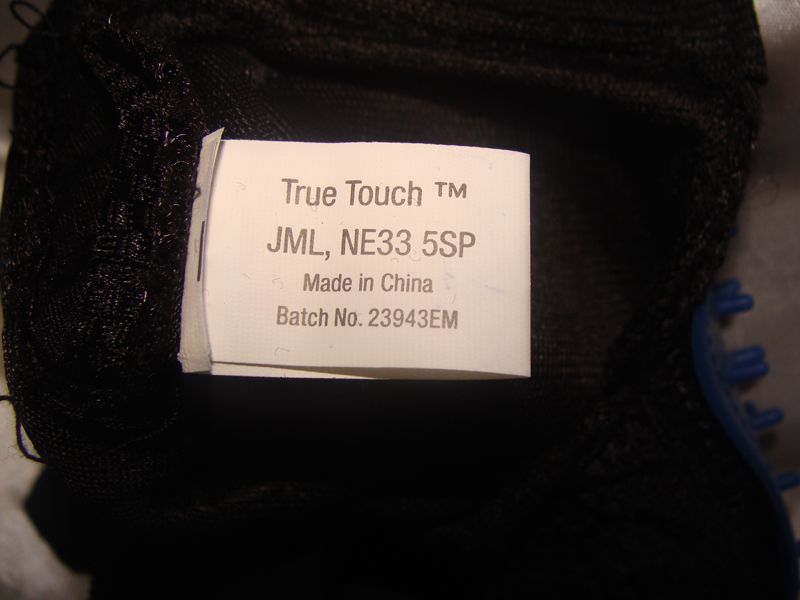 True Touch ™
JML, NE33 5SP
Made in China
Batch No. 23943EM